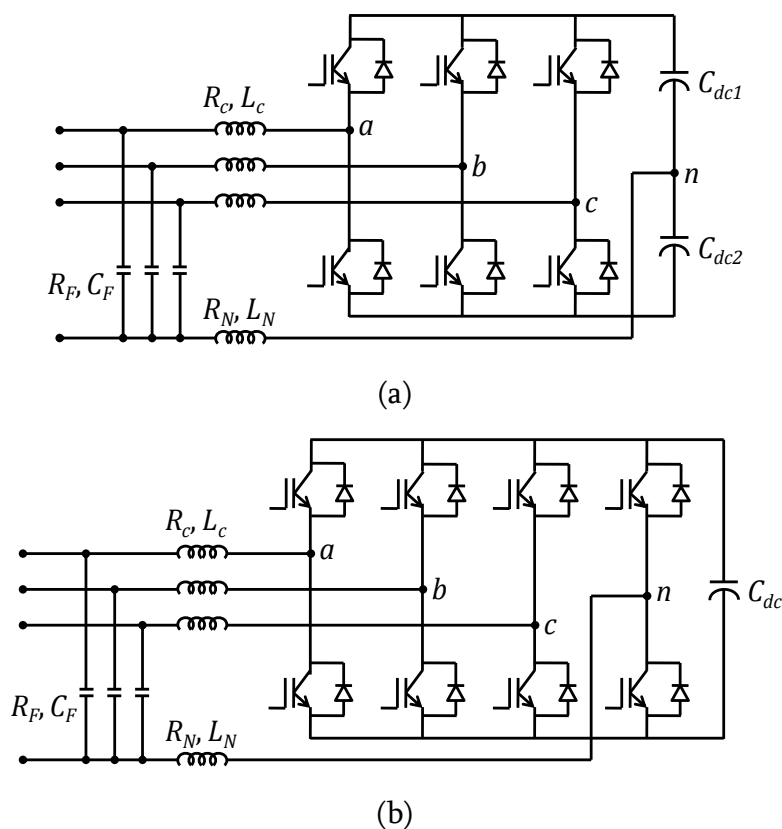 R_c, L_c
a
C_dc1
b
n
c
C_dc2
R_F, C_F
R_N, L_N
(a)
R_c, L_c
a
b
n
C_dc
c
R_F, C_F
R_N, L_N
(b)